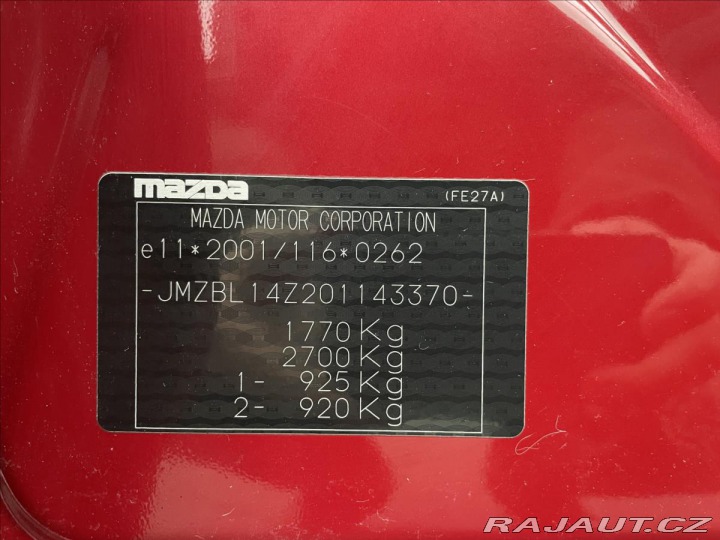 mazda
(FE27A)
MAZDA MOTOR CORPORATION
e11*2001/116*0262
-JMZBL14Z201143370-
1770Kg
2700Kg
1- 925Kg
2- 920Kg
RAJAUT.CZ